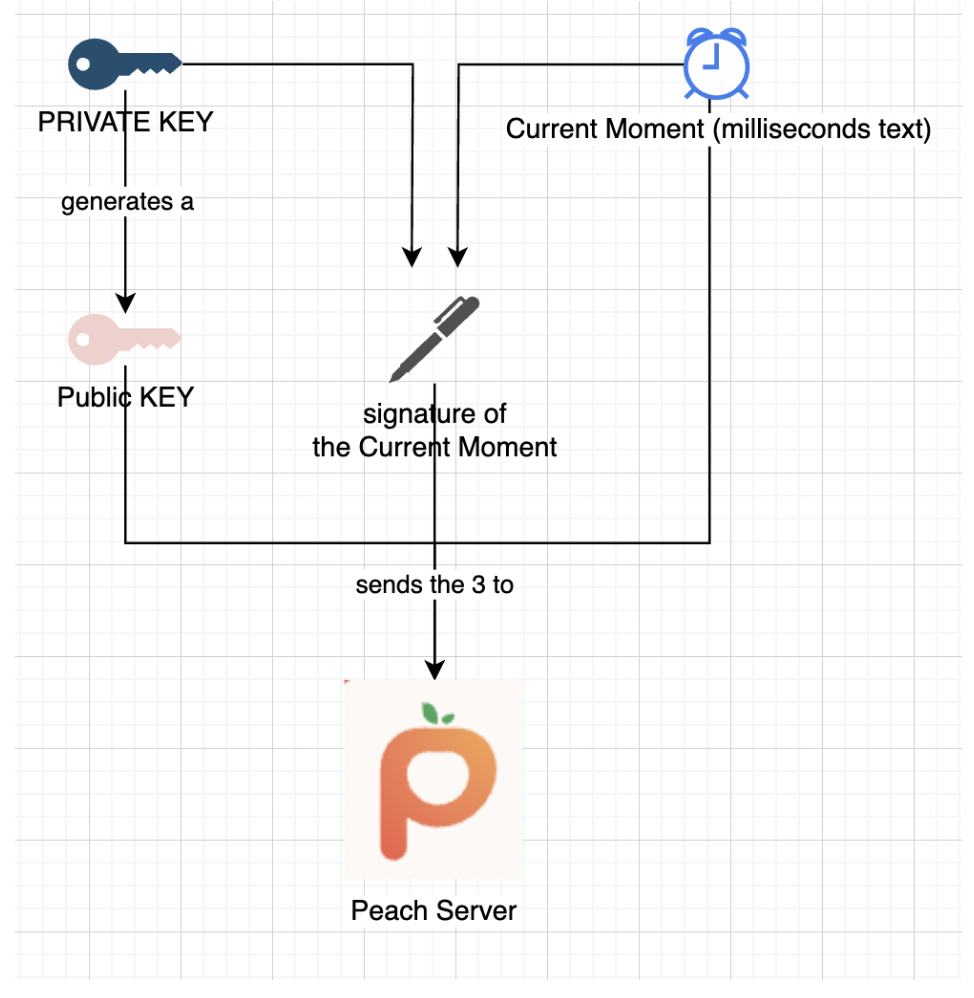 PRIVATE KEY
Current Moment (milliseconds text)
generates a
Public KEY
signature of
the Current Moment
sends the 3 to
Peach Server